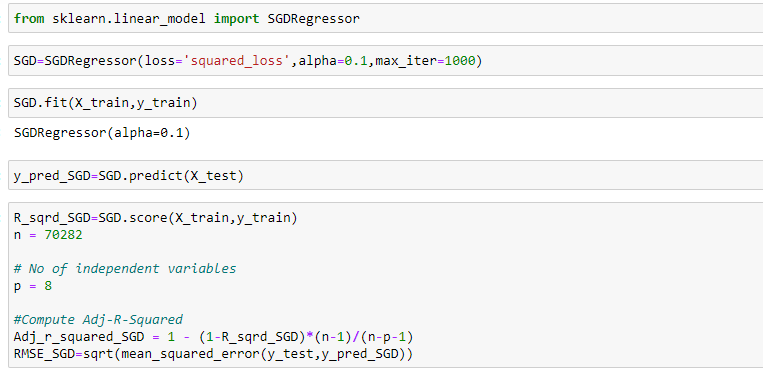 from sklearn.linear_model import SGDRegressor
SGD=SGDRegressor(loss='squared_loss',alpha=0.1,max_iter=1000)
SGD.fit(X_train,y_train)
SGDRegressor(alpha=0.1)
y_pred_SGD=SGD.predict(X_test)
R_sqrd_SGD=SGD.score(X_train,y_train)
n = 70282
# No of independent variables
p = 8
#Compute Adj-R-Squared
Adj_r_squared_SGD = 1 - (1-R_sqrd_SGD)*(n-1)/(n-p-1)
RMSE_SGD=sqrt(mean_squared_error(y_test,y_pred_SGD))